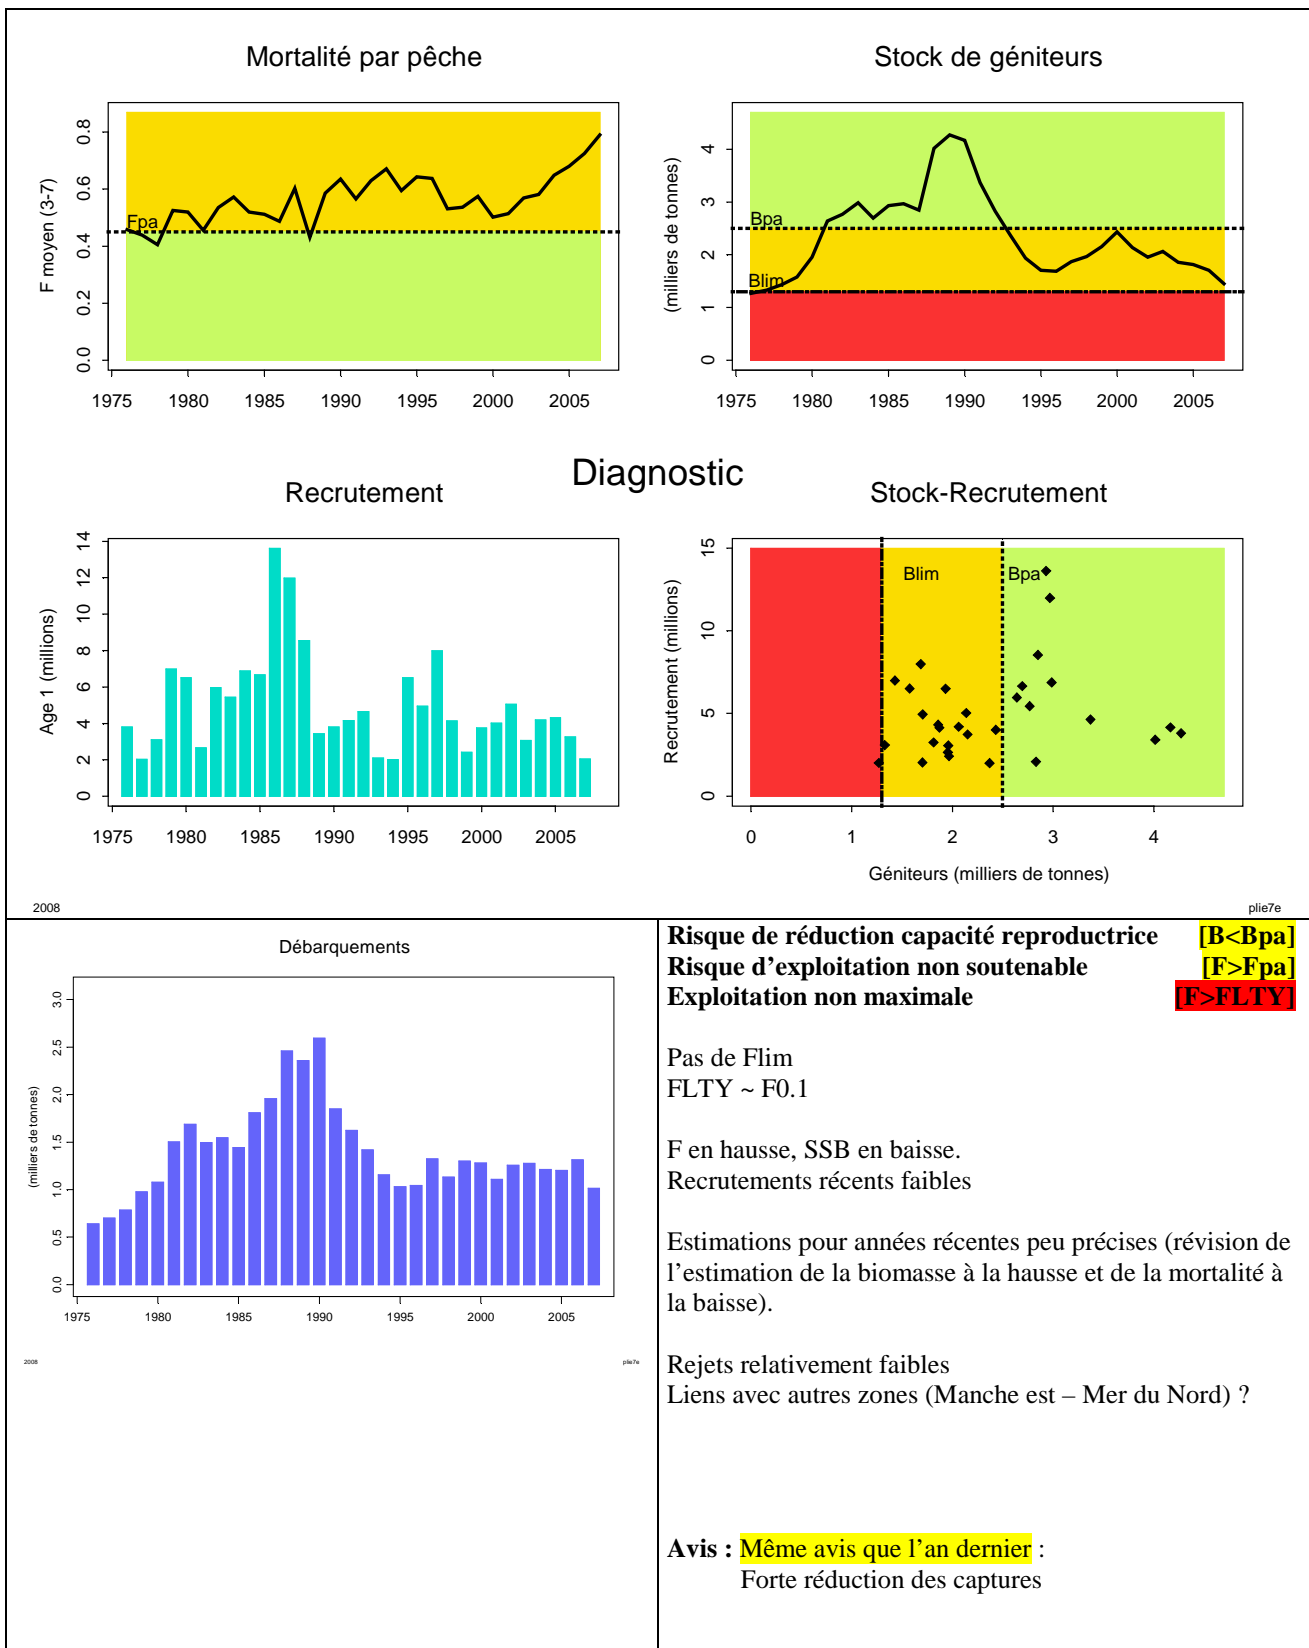 Mortalité par pêche
F moyen (3-7)
0.8
0.6
0.4
0.2
0.0
Fpa
1975 1980 1985 1990 1995 2000 2005
Stock de géniteurs
(milliers de tonnes)
4
3
2
1
0
Bpa
Blim
1975 1980 1985 1990 1995 2000 2005
Diagnostic
Recrutement
Age 1 (millions)
14
12
10
8
6
4
2
0
1975 1980 1985 1990 1995 2000 2005
Stock-Recrutement
Recrutement (millions)
15
10
5
0
Blim
Bpa
0 1 2 3 4
Géniteurs (milliers de tonnes)
2008
plie7e
Débarquements
(milliers de tonnes)
3.0
2.5
2.0
1.5
1.0
0.5
0.0
1975 1980 1985 1990 1995 2000 2005
2008
plie7e
Risque de réduction capacité reproductrice [B<Bpa]
Risque d'exploitation non soutenable [F>Fpa]
Exploitation non maximale [F>FLTY]
Pas de Flim
FLTY ~ F0.1
F en hausse, SSB en baisse.
Recrutements récents faibles
Estimations pour années récentes peu précises (révision de
l'estimation de la biomasse à la hausse et de la mortalité à
la baisse).
Rejets relativement faibles
Liens avec autres zones (Manche est – Mer du Nord) ?
Avis : Même avis que l'an dernier :
Forte réduction des captures